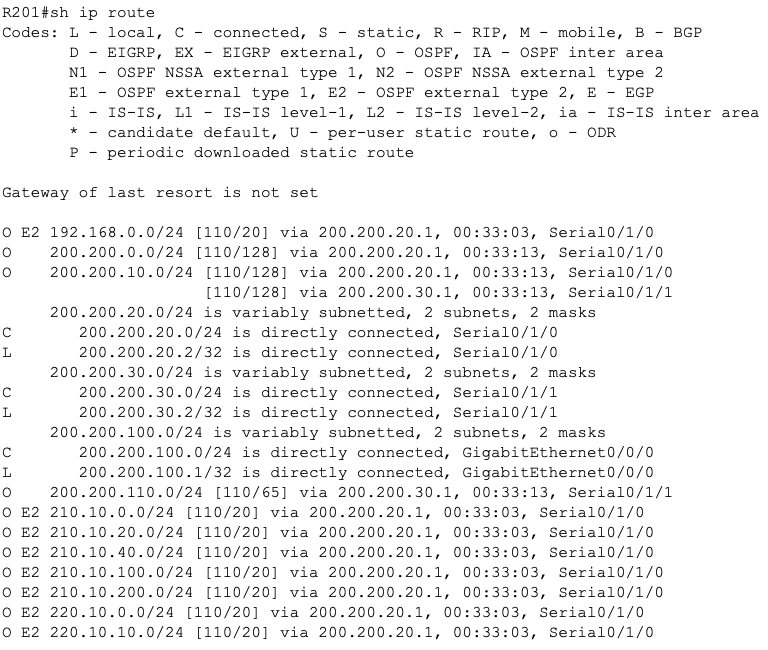 R201#sh ip route
Codes: L - local, C - connected, S - static, R - RIP, M - mobile, B - BGP
       D - EIGRP, EX - EIGRP external, O - OSPF, IA - OSPF inter area
       N1 - OSPF NSSA external type 1, N2 - OSPF NSSA external type 2
       E1 - OSPF external type 1, E2 - OSPF external type 2, E - EGP
       i - IS-IS, L1 - IS-IS level-1, L2 - IS-IS level-2, ia - IS-IS inter area
       * - candidate default, U - per-user static route, o - ODR
       P - periodic downloaded static route

Gateway of last resort is not set

O E2 192.168.0.0/24 [110/20] via 200.200.20.1, 00:33:03, Serial0/1/0
O    200.200.0.0/24 [110/128] via 200.200.20.1, 00:33:13, Serial0/1/0
O    200.200.10.0/24 [110/128] via 200.200.20.1, 00:33:13, Serial0/1/0
                     [110/128] via 200.200.30.1, 00:33:13, Serial0/1/1
     200.200.20.0/24 is variably subnetted, 2 subnets, 2 masks
C       200.200.20.0/24 is directly connected, Serial0/1/0
L       200.200.20.2/32 is directly connected, Serial0/1/0
     200.200.30.0/24 is variably subnetted, 2 subnets, 2 masks
C       200.200.30.0/24 is directly connected, Serial0/1/1
L       200.200.30.2/32 is directly connected, Serial0/1/1
     200.200.100.0/24 is variably subnetted, 2 subnets, 2 masks
C       200.200.100.0/24 is directly connected, GigabitEthernet0/0/0
L       200.200.100.1/32 is directly connected, GigabitEthernet0/0/0
O    200.200.110.0/24 [110/65] via 200.200.30.1, 00:33:13, Serial0/1/1
O E2 210.10.0.0/24 [110/20] via 200.200.20.1, 00:33:03, Serial0/1/0
O E2 210.10.20.0/24 [110/20] via 200.200.20.1, 00:33:03, Serial0/1/0
O E2 210.10.40.0/24 [110/20] via 200.200.20.1, 00:33:03, Serial0/1/0
O E2 210.10.100.0/24 [110/20] via 200.200.20.1, 00:33:03, Serial0/1/0
O E2 210.10.200.0/24 [110/20] via 200.200.20.1, 00:33:03, Serial0/1/0
O E2 220.10.0.0/24 [110/20] via 200.200.20.1, 00:33:03, Serial0/1/0
O E2 220.10.10.0/24 [110/20] via 200.200.20.1, 00:33:03, Serial0/1/0